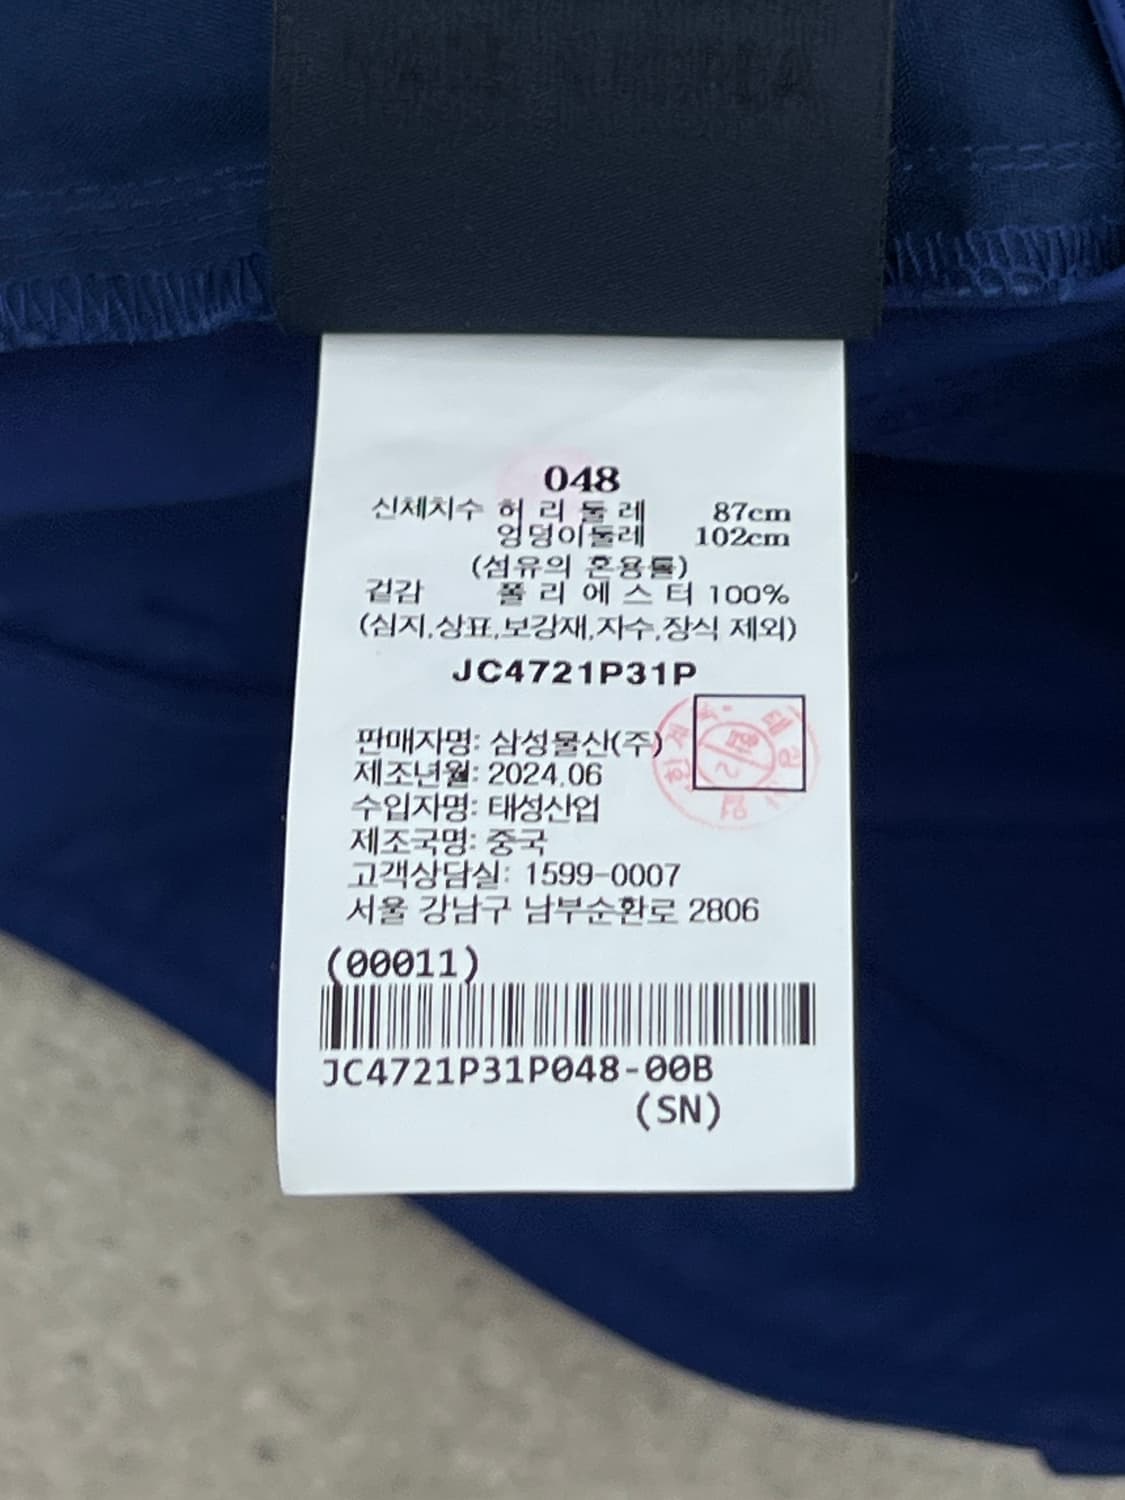 048
신체치수 허 리 둘 레 87cm
엉덩이둘레 102cm
(섬유의 혼용률)
겉감 폴 리 에 스 터 100%
(심지,상표,보강재,자수,장식 제외)
JC4721P31P
판매자명: 삼성물산(주)
제조년월: 2024.06
수입자명: 태성산업
제조국명: 중국
고객상담실: 1599-0007
서울 강남구 남부순환로 2806
(00011)
JC4721P31P048-00B
(SN)